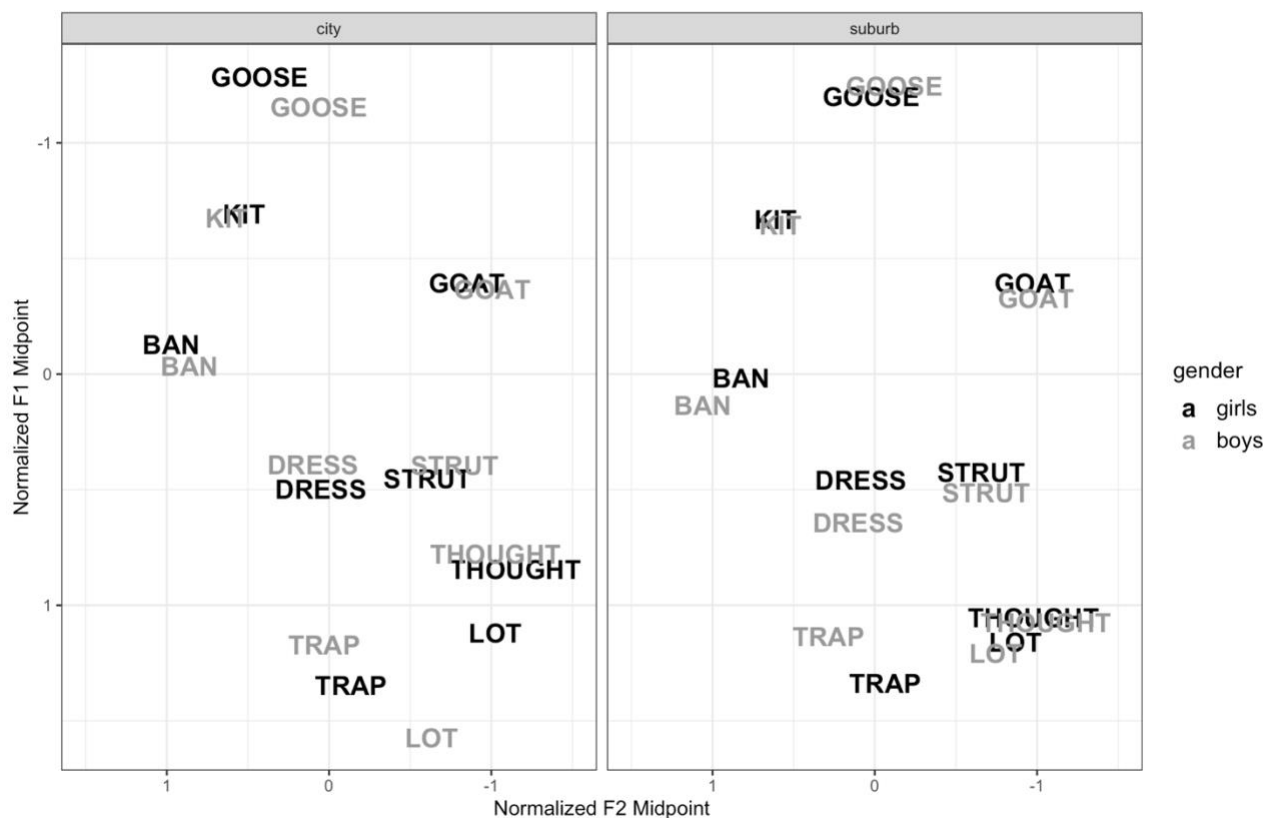 city
suburb
GOOSE
GOOSE
GOOSE
GOOSE
-1
KIT
KIT
KIT
KIT
GOAT
GOAT
GOAT
GOAT
BAN
BAN
BAN
BAN
0
gender
a girls
a boys
DRESS
STRUT
DRESS
STRUT
STRUT
DRESS
STRUT
DRESS
THOUGHT
THOUGHT
THOUGHT
THOUGHT
1
LOT
LOT
LOT
TRAP
TRAP
TRAP
TRAP
LOT
Normalized F1 Midpoint
1 0 -1
1 0 -1
Normalized F2 Midpoint